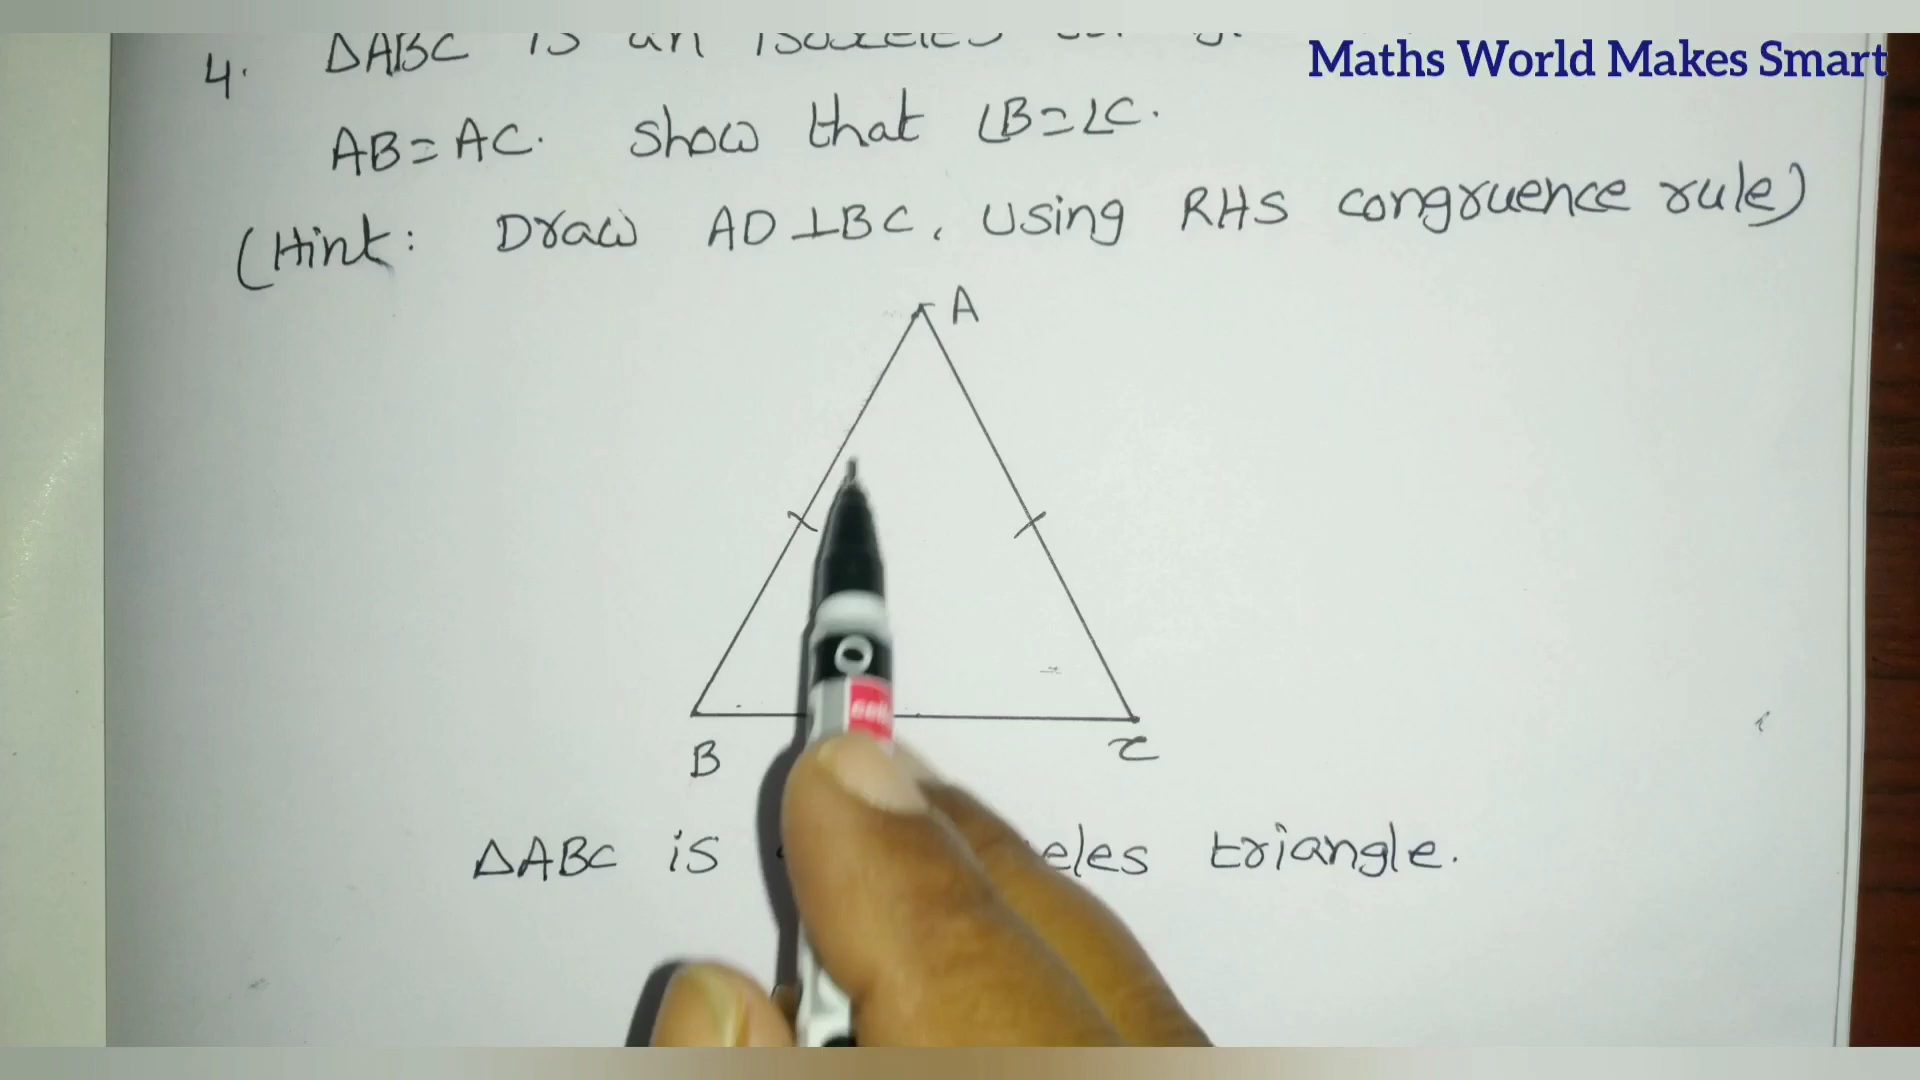 Maths World Makes Smart
4. ΔABC is an isosceles
AB=AC. show that ∠B=∠C.
(Hint: Draw AD⊥BC, using RHS congruence rule)
A
B
C
ΔABC is eles triangle.